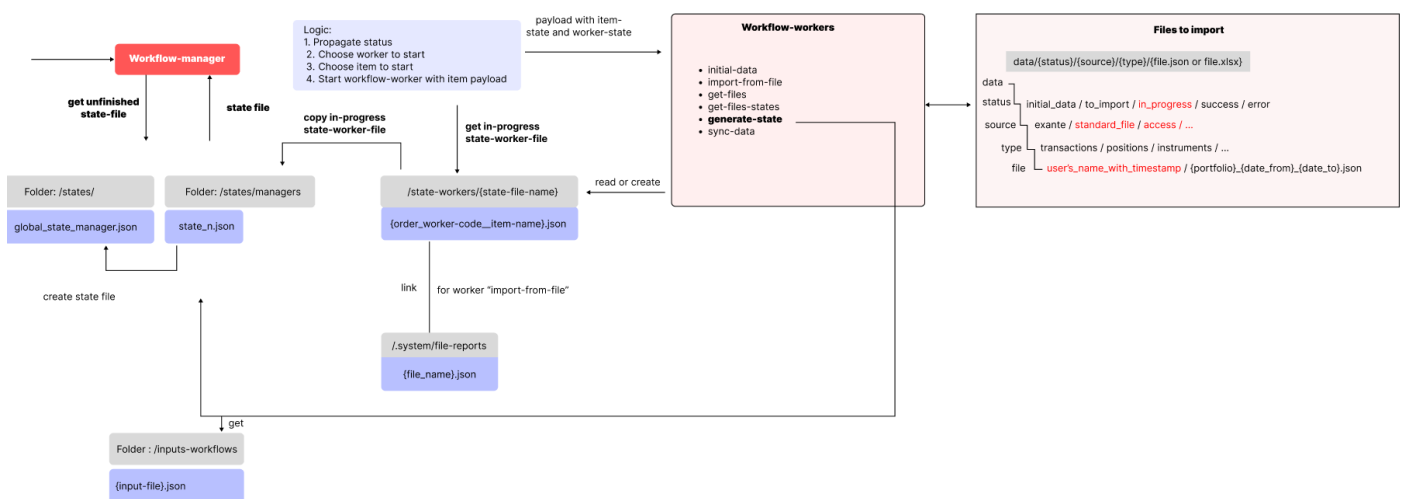 Workflow-manager
get unfinished
state-file
state file
Logic:
1. Propagate status
2. Choose worker to start
3. Choose item to start
4. Start workflow-worker with item payload
payload with item-
state and worker-state
copy in-progress
state-worker-file
get in-progress
state-worker-file
Workflow-workers
• initial-data
• import-from-file
• get-files
• get-files-states
• generate-state
• sync-data
Files to import
data/{status}/{source}/{type}/{file.json or file.xlsx}
data
status
initial_data / to_import / in_progress / success / error
source
exante / standard_file / access / ...
type
transactions / positions / instruments / ...
file
user's_name_with_timestamp / {portfolio}_{date_from}_{date_to}.json
Folder: /states/
global_state_manager.json
Folder: /states/managers
state_n.json
create state file
/state-workers/{state-file-name}
{order_worker-code__item-name}.json
read or create
link
for worker "import-from-file"
/.system/file-reports
{file_name}.json
get
Folder : /inputs-workflows
{input-file}.json